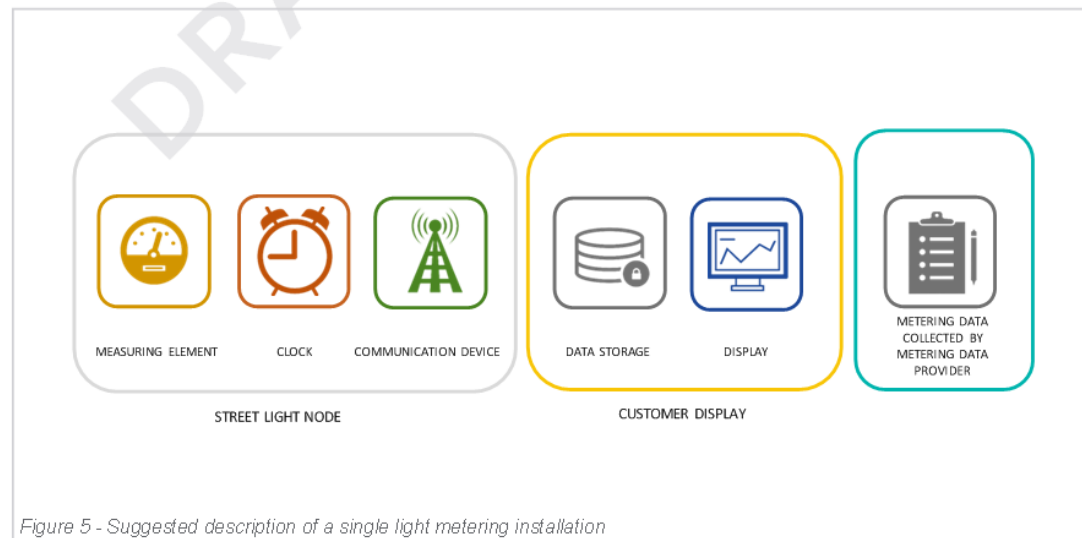 DRA
MEASURING ELEMENT
CLOCK
COMMUNICATION DEVICE
DATA STORAGE
DISPLAY
METERING DATA
COLLECTED BY
METERING DATA
PROVIDER
STREET LIGHT NODE
CUSTOMER DISPLAY
Figure 5 - Suggested description of a single light metering installation